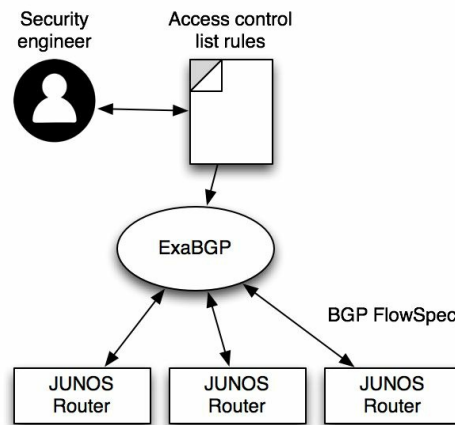 Security
engineer
Access control
list rules
ExaBGP
BGP FlowSpec
JUNOS
Router
JUNOS
Router
JUNOS
Router